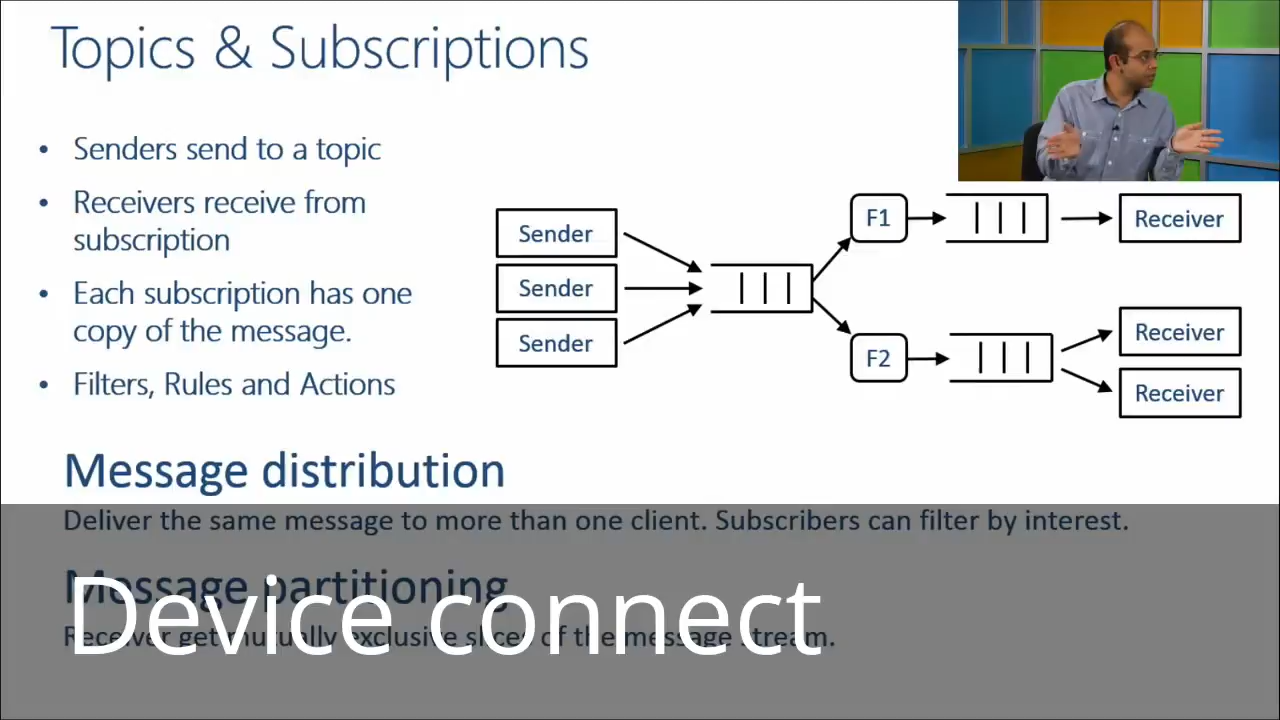 Topics & Subscriptions
• Senders send to a topic
• Receivers receive from
subscription
• Each subscription has one
copy of the message.
• Filters, Rules and Actions
Sender
Sender
Sender
F1
F2
Receiver
Receiver
Receiver
Message distribution
Deliver the same message to more than one client. Subscribers can filter by interest.
Message partitioning
Receiver get mutually exclusive slices of the message stream.
Device connect